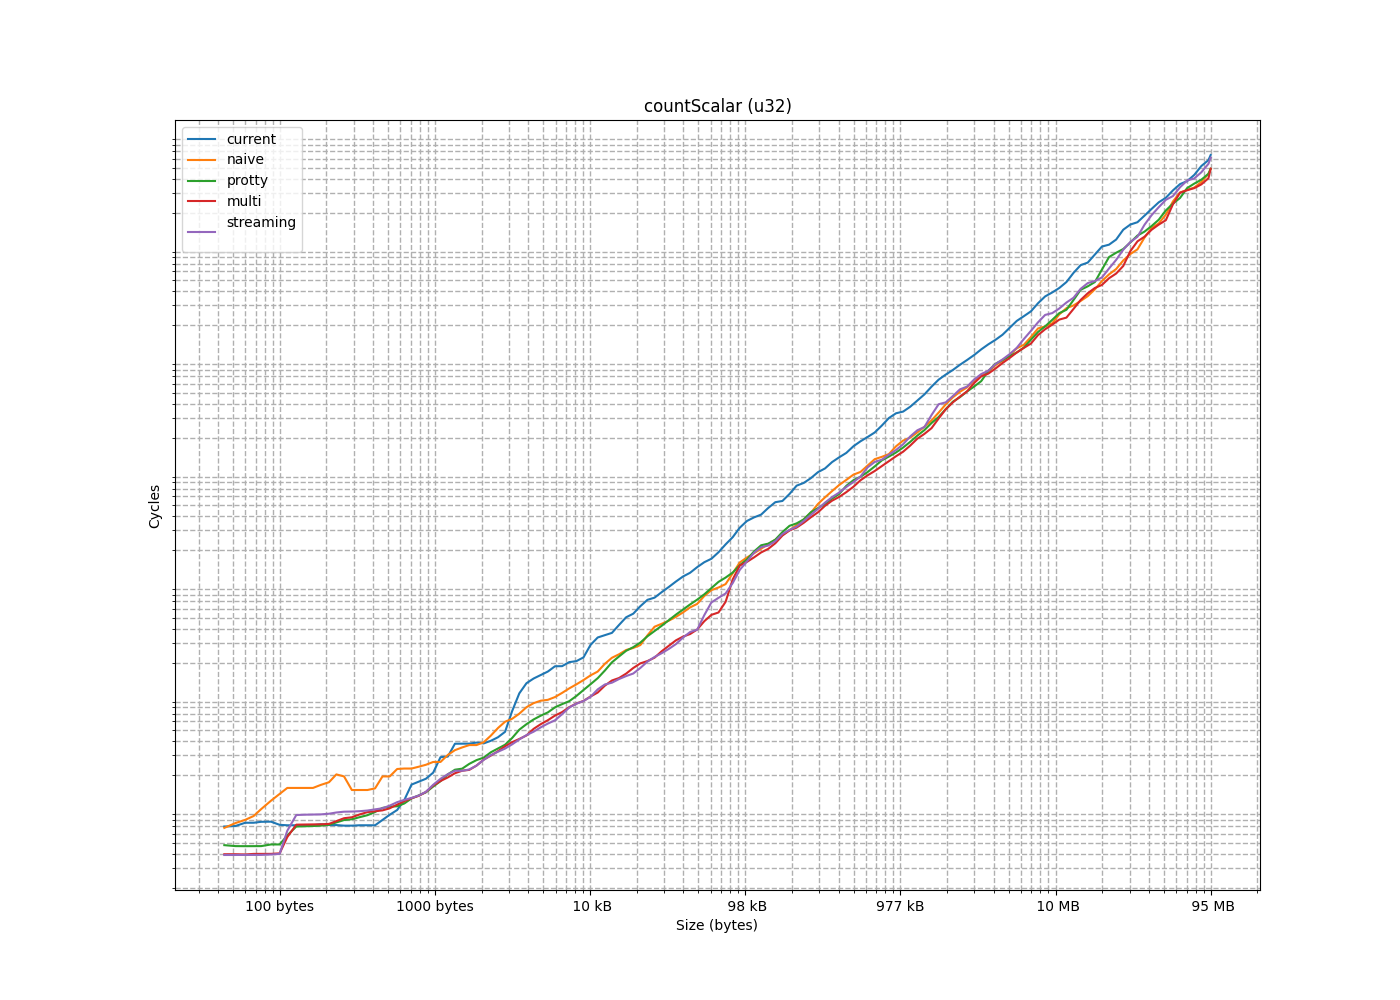 countScalar (u32)
current
naive
protty
multi
streaming
Cycles
100 bytes
1000 bytes
10 kB
98 kB
977 kB
10 MB
95 MB
Size (bytes)